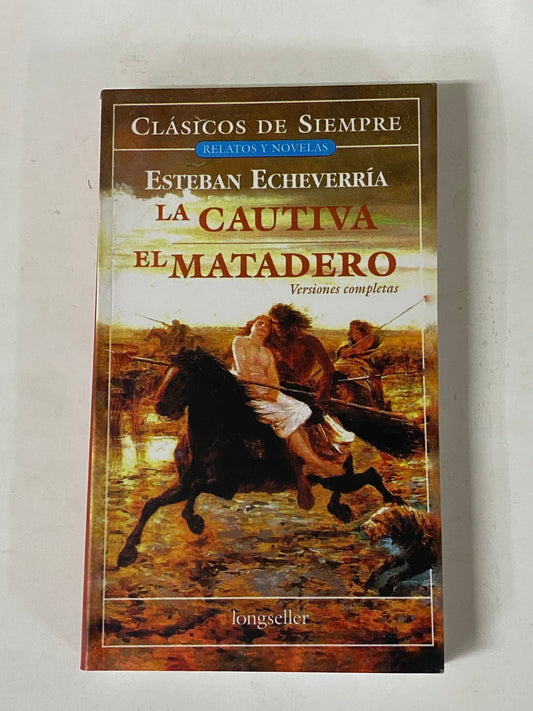 CLÁSICOS DE SIEMPRE
RELATOS Y NOVELAS
ESTEBAN ECHEVERRÍA
LA CAUTIVA
EL MATADERO
Versiones completas
longseller